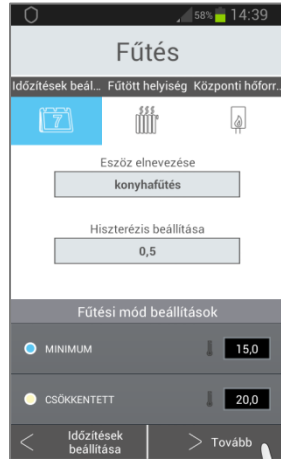 58% 14:39
Fűtés
Időzítések beál... Fűtött helyiség Központi hőforr..
7
Eszöz elnevezése
konyhafűtés
Hiszterézis beállítása
0,5
Fűtési mód beállítások
MINIMUM 15,0
CSÖKKENTETT 20,0
< Időzítések
beállítása
> Tovább